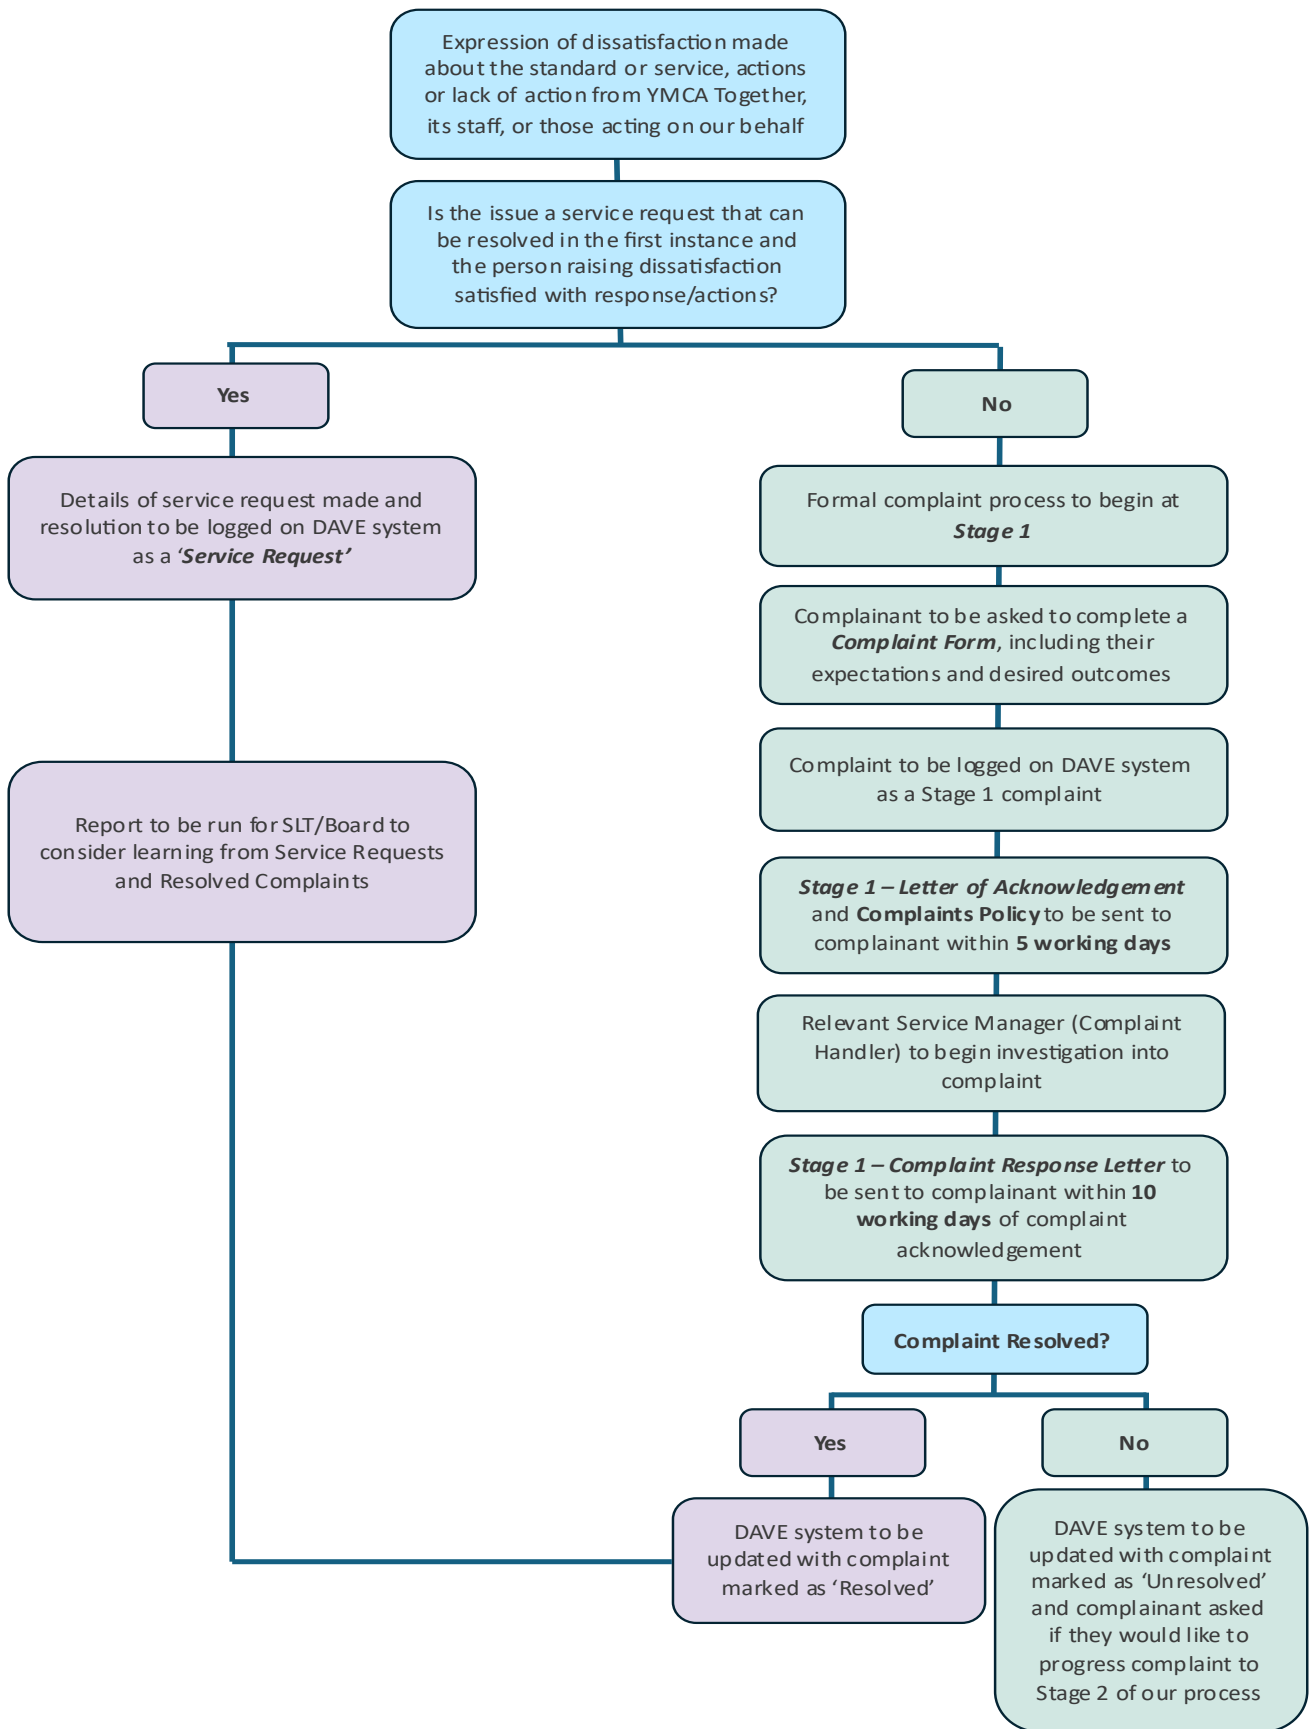 Expression of dissatisfaction made
about the standard or service, actions
or lack of action from YMCA Together,
its staff, or those acting on our behalf
Is the issue a service request that can
be resolved in the first instance and
the person raising dissatisfaction
satisfied with response/actions?
Yes
Details of service request made and
resolution to be logged on DAVE system
as a ‘Service Request’
Report to be run for SLT/Board to
consider learning from Service Requests
and Resolved Complaints
No
Formal complaint process to begin at
Stage 1
Complainant to be asked to complete a
Complaint Form, including their
expectations and desired outcomes
Complaint to be logged on DAVE system
as a Stage 1 complaint
Stage 1 – Letter of Acknowledgement
and Complaints Policy to be sent to
complainant within 5 working days
Relevant Service Manager (Complaint
Handler) to begin investigation into
complaint
Stage 1 – Complaint Response Letter to
be sent to complainant within 10
working days of complaint
acknowledgement
Complaint Resolved?
Yes
DAVE system to be
updated with complaint
marked as ‘Resolved’
No
DAVE system to be
updated with complaint
marked as ‘Unresolved’
and complainant asked
if they would like to
progress complaint to
Stage 2 of our process